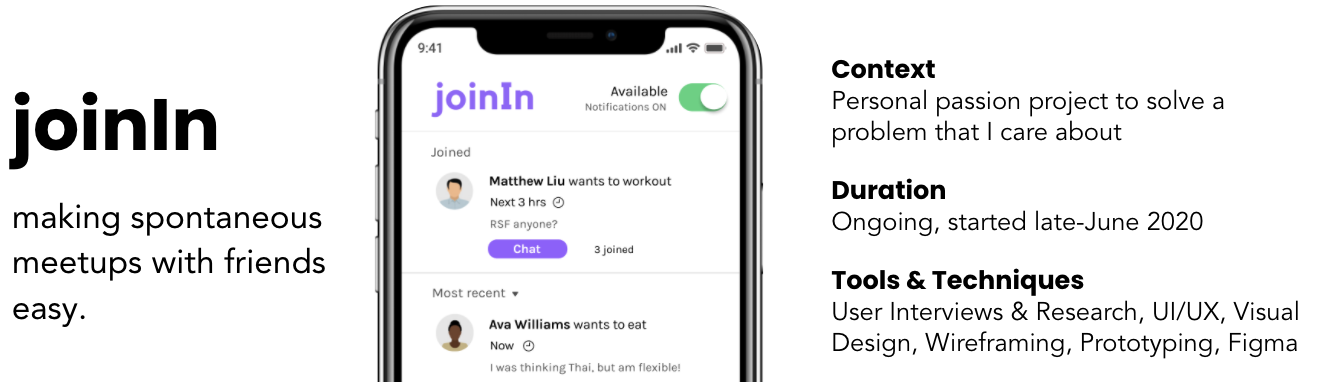 joinIn
making spontaneous
meetups with friends
easy.
9:41
joinIn
Available
Notifications ON
Joined
Matthew Liu wants to workout
Next 3 hrs
RSF anyone?
Chat
3 joined
Most recent
Ava Williams wants to eat
Now
I was thinking Thai, but am flexible!
Context
Personal passion project to solve a
problem that I care about
Duration
Ongoing, started late-June 2020
Tools & Techniques
User Interviews & Research, UI/UX, Visual
Design, Wireframing, Prototyping, Figma